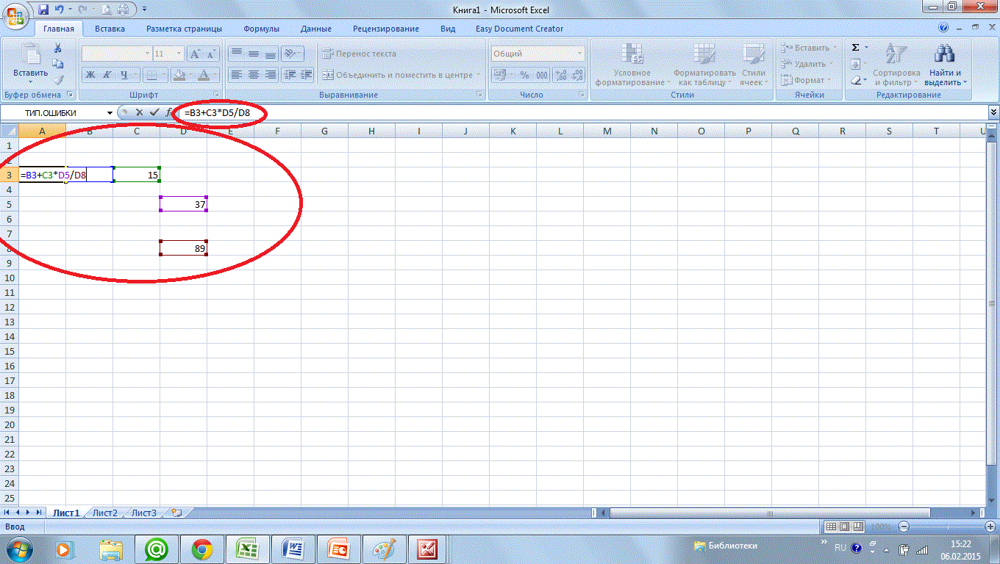 Книга1 - Microsoft Excel
Главная Вставка Разметка страницы Формулы Данные Рецензирование Вид Easy Document Creator
Вставить
Буфер обмена
11
Ж К Ч
Шрифт
Перенос текста
Объединить и поместить в центре
Выравнивание
Общий
% 000
Число
Условное форматирование
Форматировать как таблицу
Стили ячеек
Стили
Вставить
Удалить
Формат
Ячейки
Σ
Сортировка и фильтр
Найти и выделить
Редактирование
ТИП.ОШИБКИ fx =B3+C3*D5/D8
A B C D E F G H I J K L M N O P Q R S T U
1
2
3 =B3+C3*D5/D8 15
4
5 37
6
7
8 89
9
10
11
12
13
14
15
16
17
18
19
20
21
22
23
24
25
Лист1 Лист2 Лист3
Ввод 100%
Библиотеки RU 15:22
06.02.2015